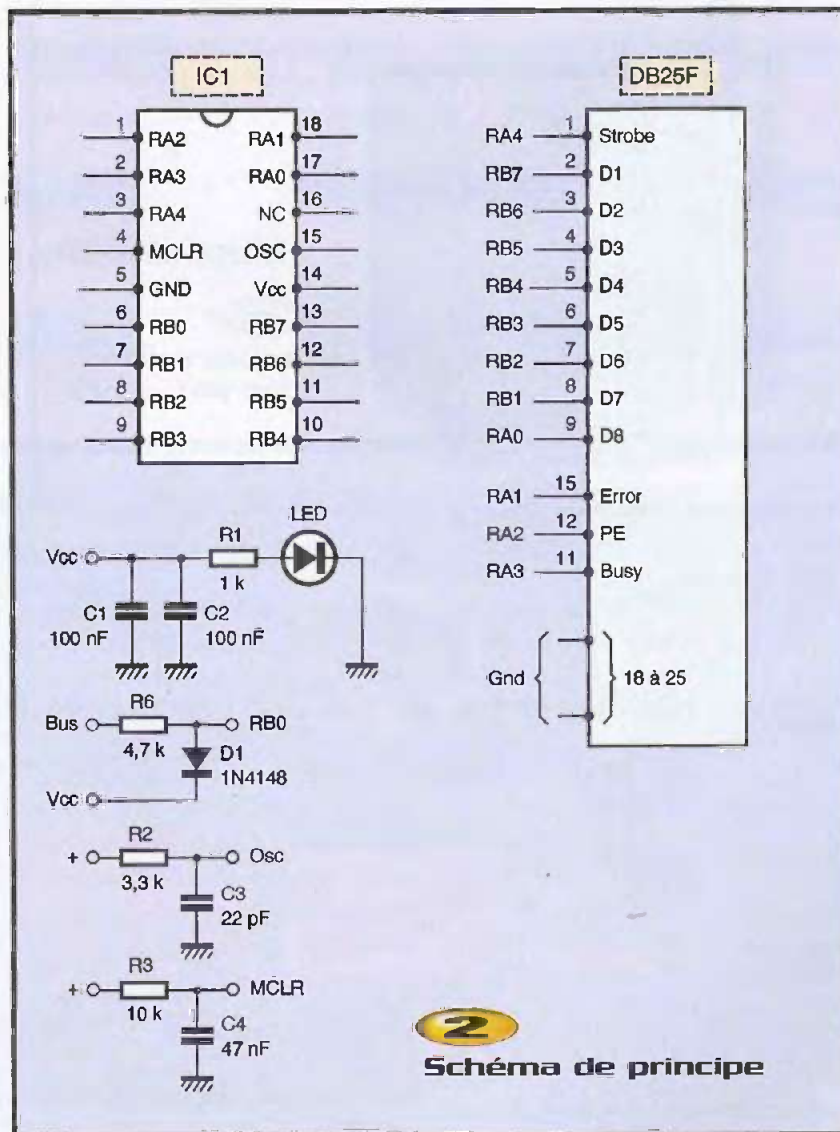 IC1
1 RA2 RA1 18
2 RA3 RA0 17
3 RA4 NC 16
4 MCLR OSC 15
5 GND Vcc 14
6 RB0 RB7 13
7 RB1 RB6 12
8 RB2 RB5 11
9 RB3 RB4 10
DB25F
RA4 1 Strobe
RB7 2 D1
RB6 3 D2
RB5 4 D3
RB4 5 D4
RB3 6 D5
RB2 7 D6
RB1 8 D7
RA0 9 D8
RA1 15 Error
RA2 12 PE
RA3 11 Busy
Gnd 18 à 25
LED
Vcc R1
1 k
C1 C2
100 nF 100 nF
Bus R6 RB0
4,7 k D1
1N4148
Vcc
+ R2 Osc
3,3 k C3
22 pF
+ R3 MCLR
10 k C4
47 nF
2
Schéma de principe